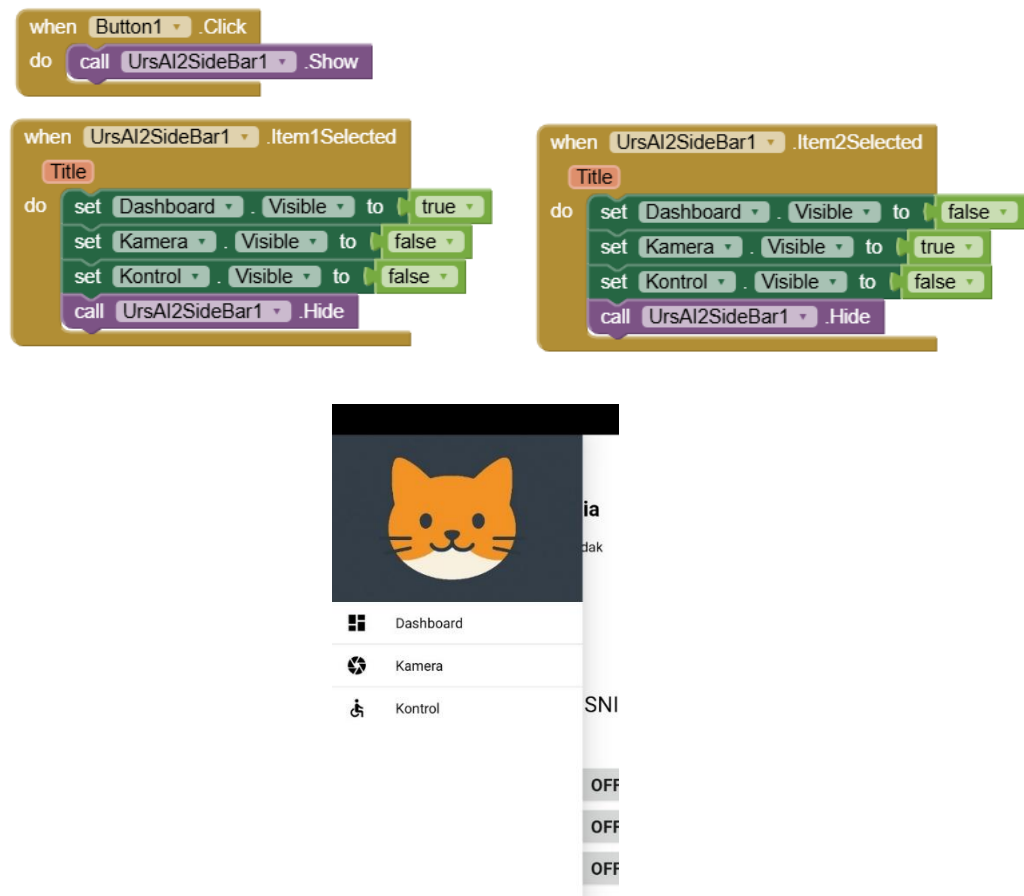 when Button1 .Click
do call UrsAI2SideBar1 .Show
when UrsAI2SideBar1 .Item1Selected
Title
do set Dashboard . Visible to true
set Kamera . Visible to false
set Kontrol . Visible to false
call UrsAI2SideBar1 .Hide
when UrsAI2SideBar1 .Item2Selected
Title
do set Dashboard . Visible to false
set Kamera . Visible to true
set Kontrol . Visible to false
call UrsAI2SideBar1 .Hide
ia
dak
Dashboard
Kamera
Kontrol
SNI
OFF
OFF
OFF